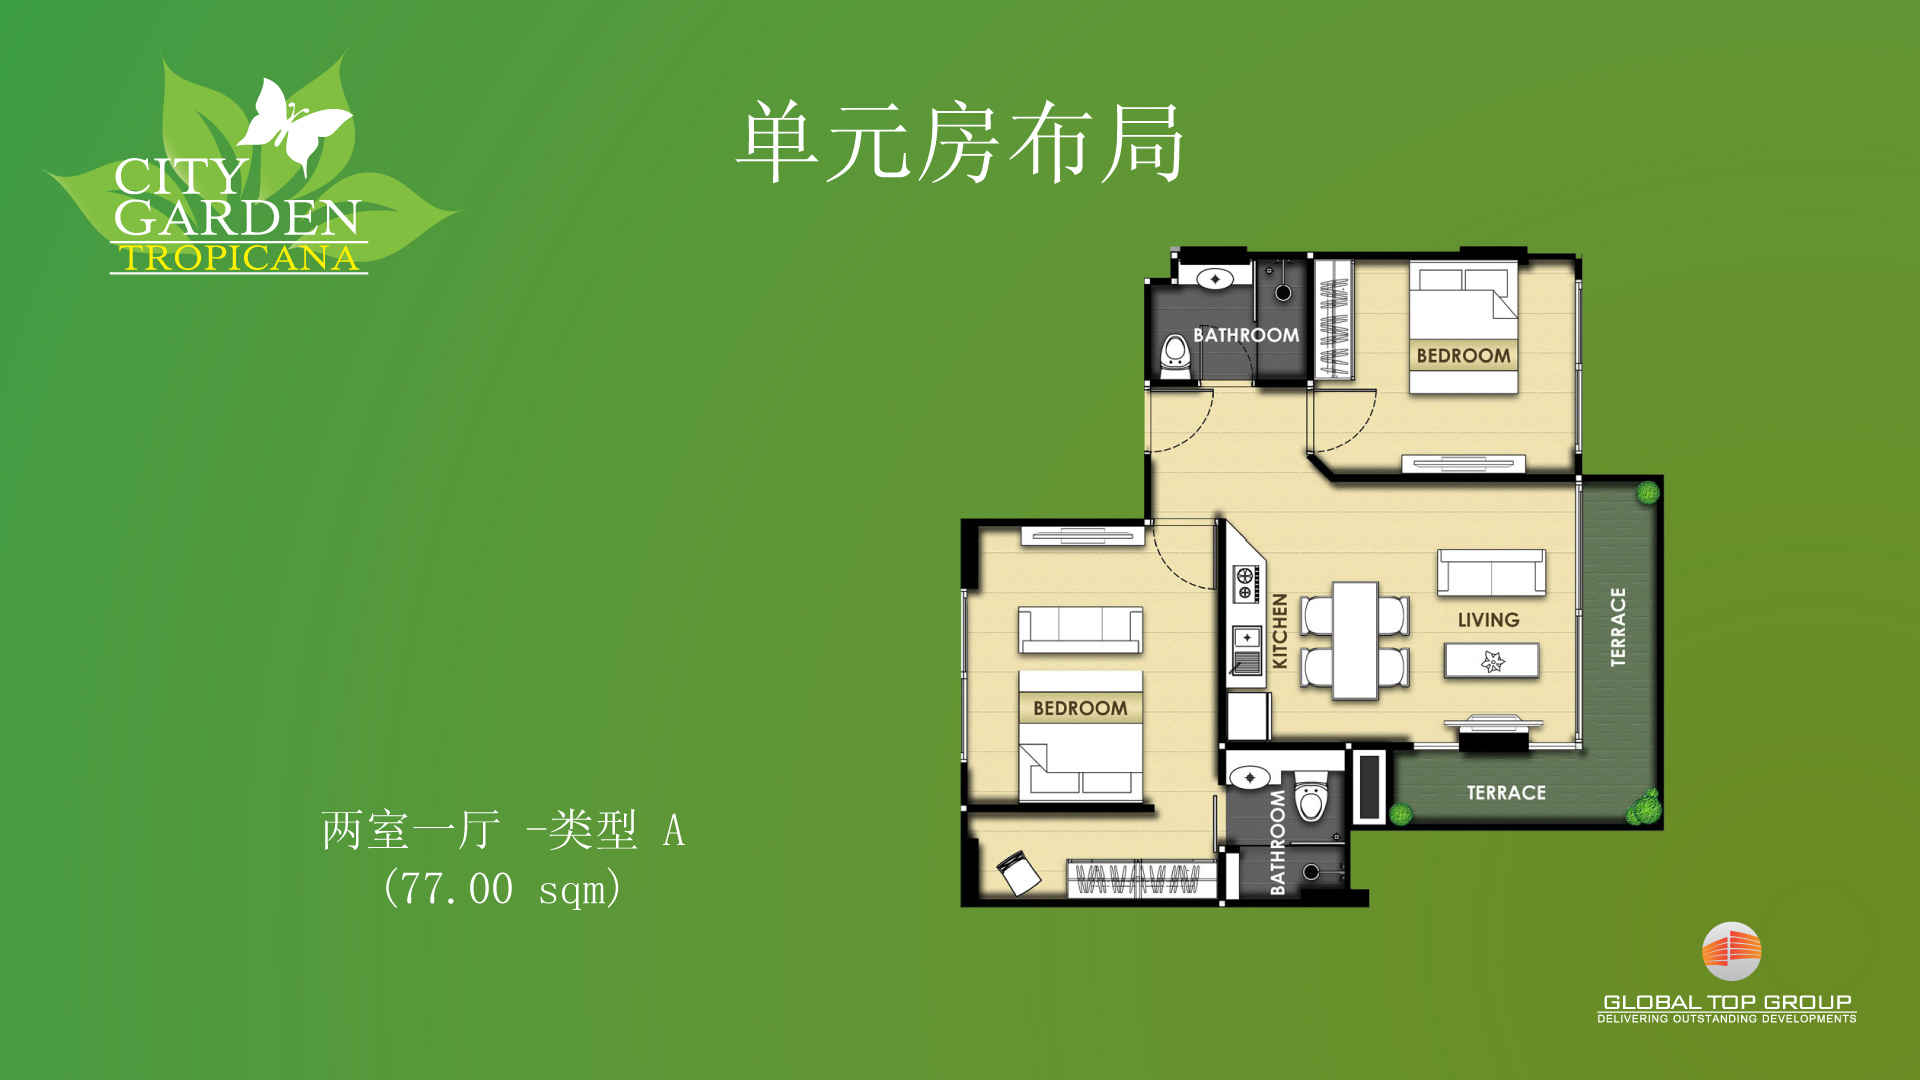 CITY
GARDEN
TROPICANA
单元房布局
BATHROOM
BEDROOM
KITCHEN
LIVING
TERRACE
BEDROOM
TERRACE
BATHROOM
两室一厅 -类型 A
(77.00 sqm)
GLOBAL TOP GROUP
DELIVERING OUTSTANDING DEVELOPMENTS